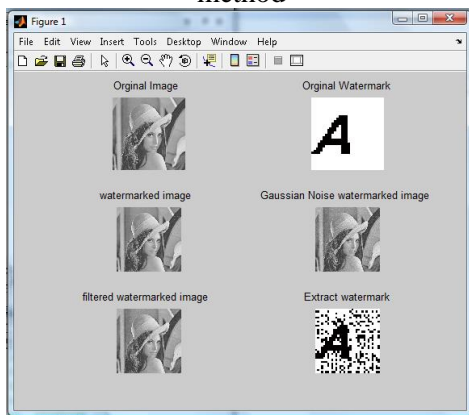 method
Figure 1
File Edit View Insert Tools Desktop Window Help
Orginal Image
Orginal Watermark
A
watermarked image
Gaussian Noise watermarked image
filtered watermarked image
Extract watermark
A